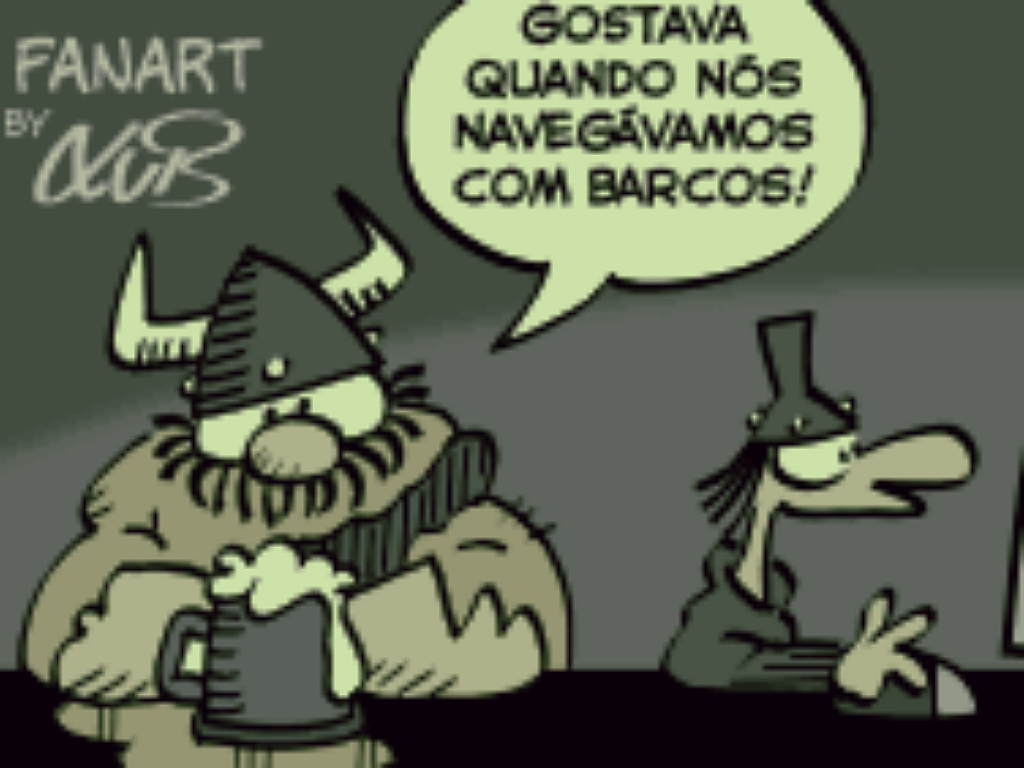 FANART
BY
GOSTAVA
QUANDO NÓS
NAVEGÁVAMOS
COM BARCOS!